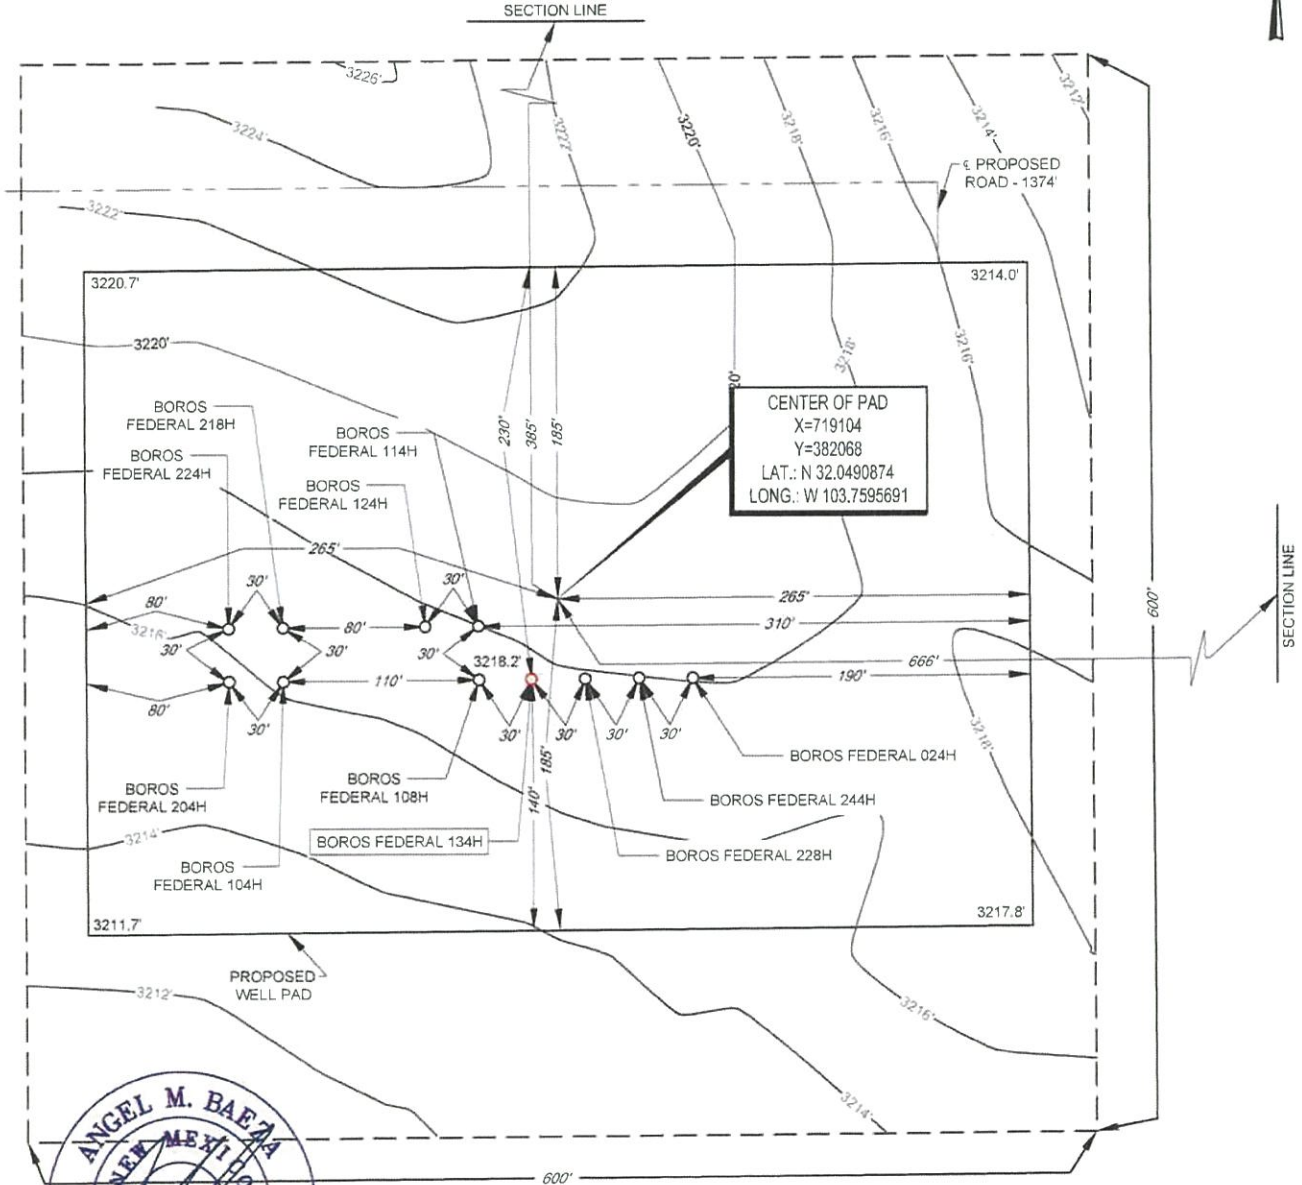 SECTION LINE
3226'
3224'
3222'
3220'
3218'
3216'
3214'
3212'
℄ PROPOSED
ROAD - 1374'
3222'
3220.7'
3214.0'
3220'
3218'
3216'
20'
CENTER OF PAD
X=719104
Y=382068
LAT.: N 32.0490874
LONG.: W 103.7595691
BOROS
FEDERAL 218H
BOROS
FEDERAL 114H
230'
385'
185'
BOROS
FEDERAL 224H
BOROS
FEDERAL 124H
265'
30'
30'
80'
80'
265'
310'
600'
SECTION LINE
3216'
30'
30'
30'
3218.2'
666'
110'
190'
80'
30'
30'
30'
30'
30'
185'
140'
3218'
BOROS FEDERAL 024H
BOROS
FEDERAL 204H
BOROS
FEDERAL 108H
BOROS FEDERAL 244H
3214'
BOROS FEDERAL 134H
BOROS FEDERAL 228H
BOROS
FEDERAL 104H
3211.7'
3217.8'
PROPOSED
WELL PAD
3212'
3216'
3214'
ANGEL M. BAEZA
NEW MEXICO
600'